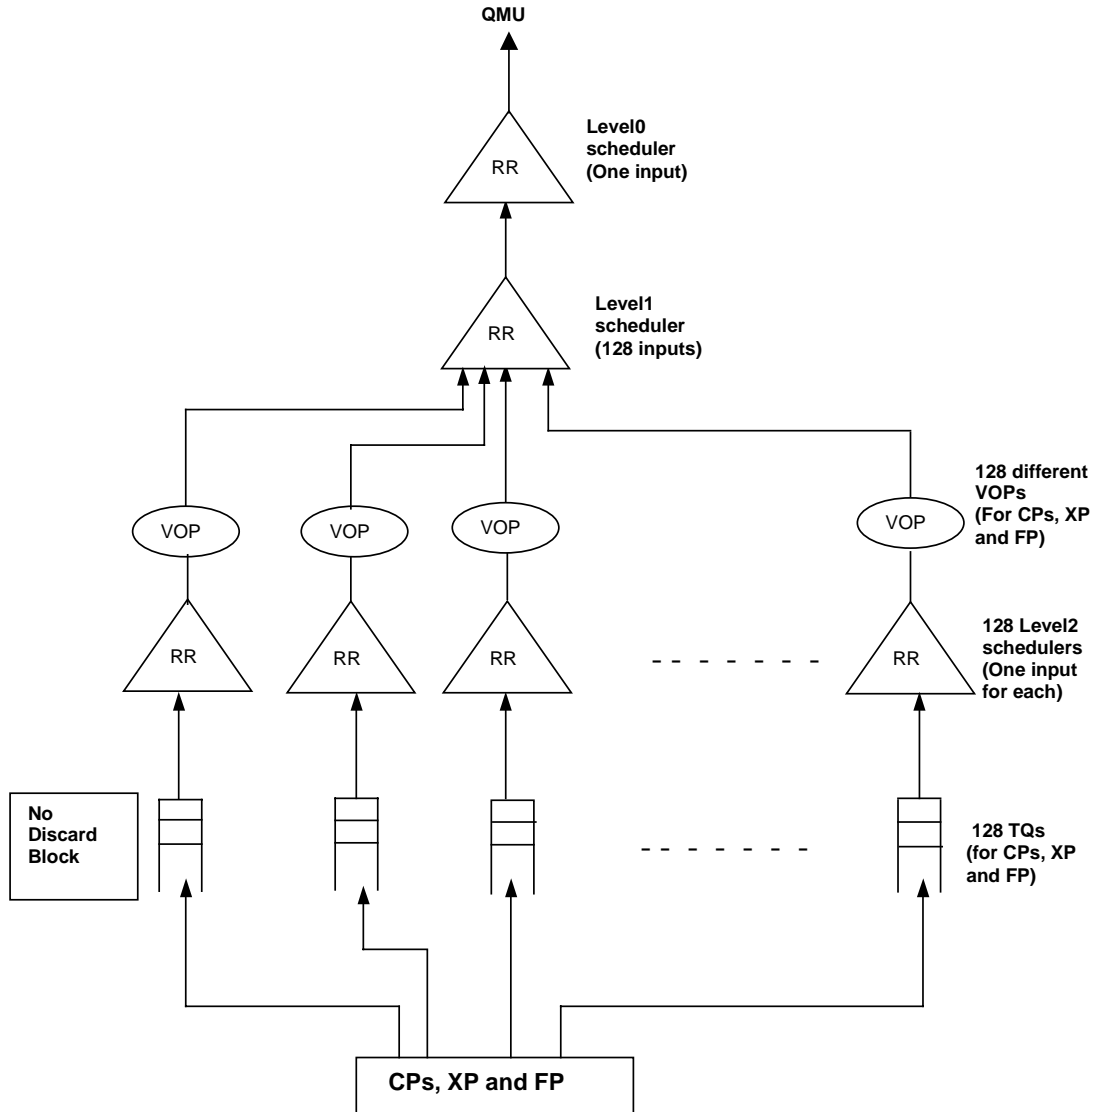 QMU
Level0
scheduler
(One input)
RR
Level1
scheduler
(128 inputs)
RR
128 different
VOPs
(For CPs, XP
and FP)
VOP
VOP
VOP
VOP
128 Level2
schedulers
(One input
for each)
RR
RR
RR
RR
No
Discard
Block
128 TQs
(for CPs, XP
and FP)
CPs, XP and FP